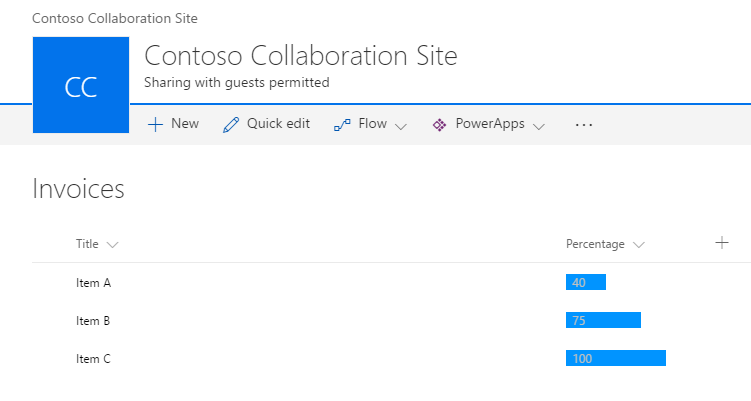 Contoso Collaboration Site
CC
Contoso Collaboration Site
Sharing with guests permitted
New Quick edit Flow PowerApps ...
Invoices
Title Percentage
Item A 40
Item B 75
Item C 100